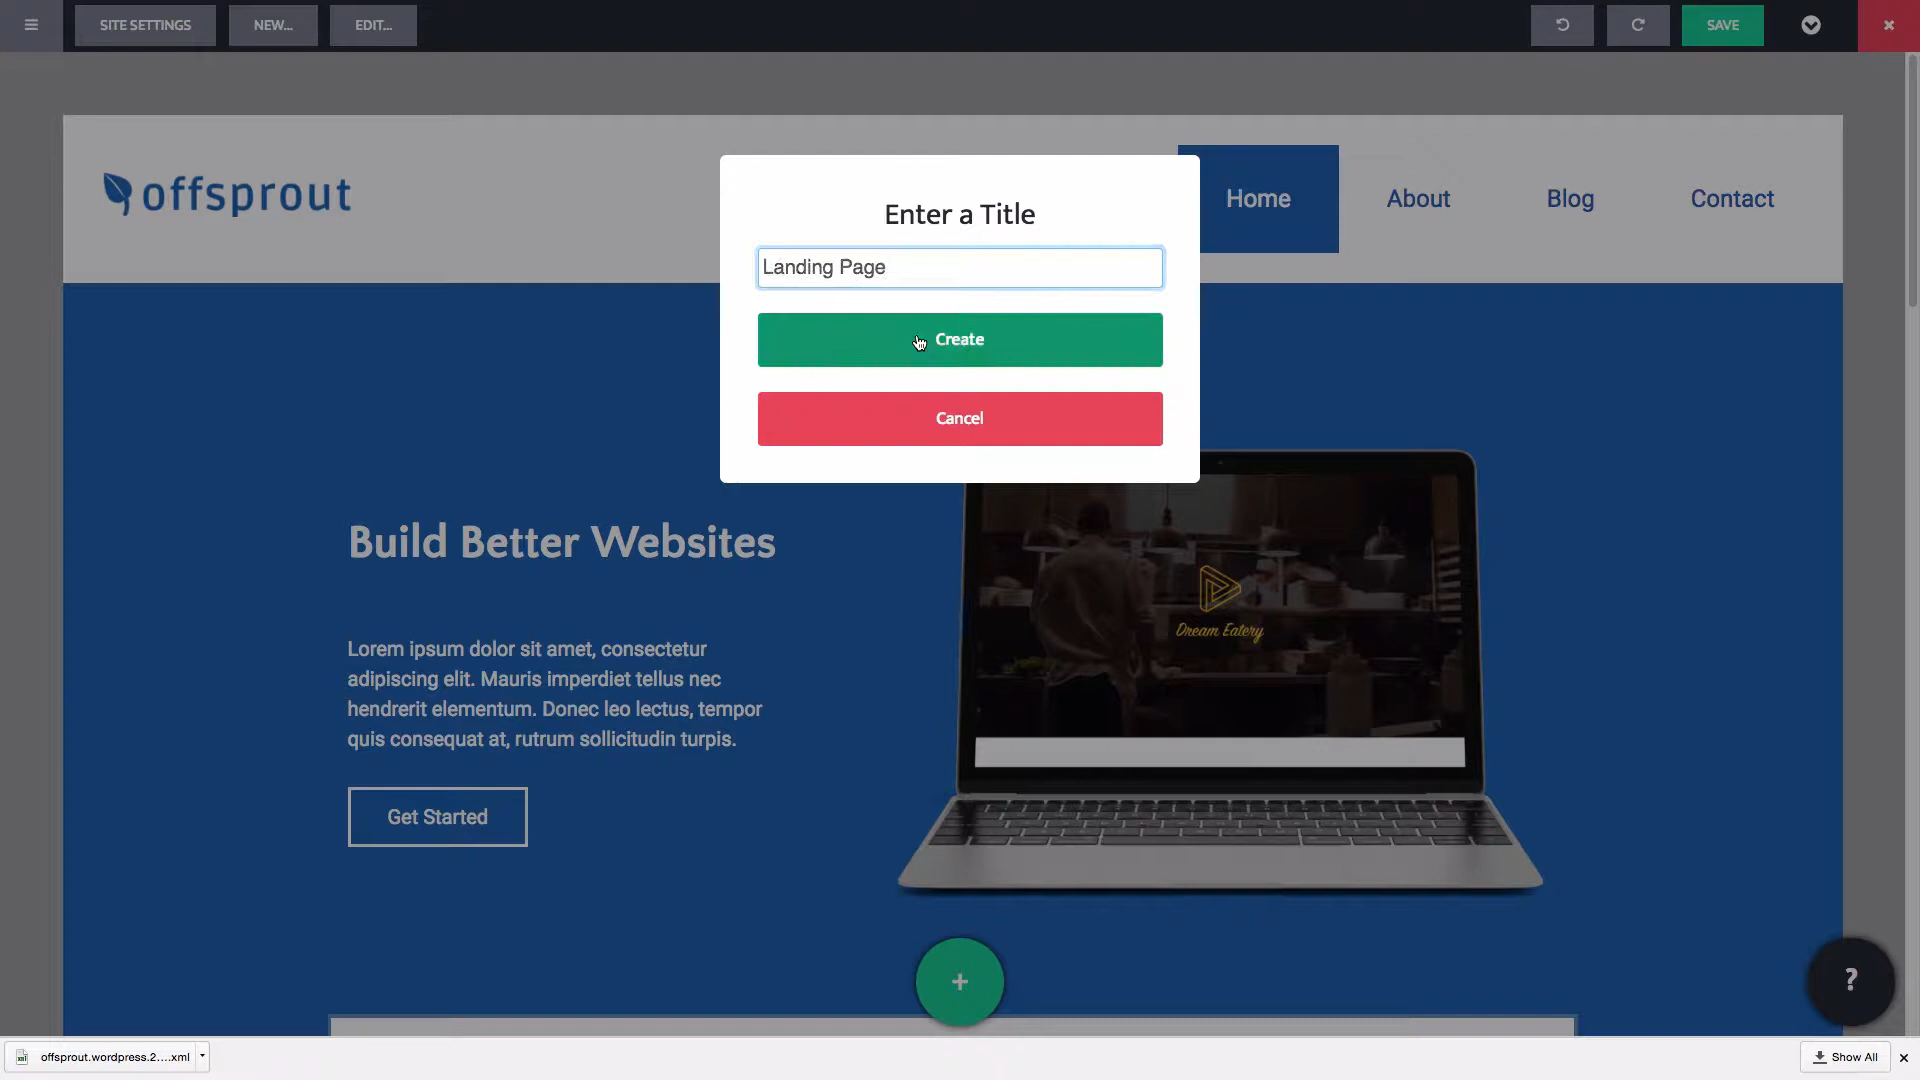 SITE SETTINGS
NEW...
EDIT...
SAVE
offsprout
Home
About
Blog
Contact
Enter a Title
Landing Page
Create
Cancel
Build Better Websites
Lorem ipsum dolor sit amet, consectetur
adipiscing elit. Mauris imperdiet tellus nec
hendrerit elementum. Donec leo lectus, tempor
quis consequat at, rutrum sollicitudin turpis.
Get Started
Dream Eatery
+
?
offsprout.wordpress.2....xml
Show All